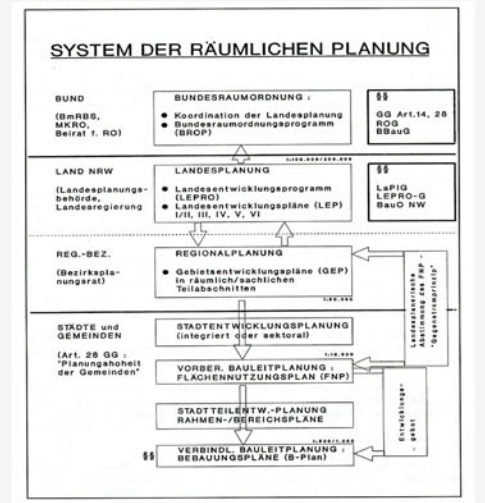 SYSTEM DER RÄUMLICHEN PLANUNG
BUND
(BmRBS,
MKRO,
Beirat f. RO)
BUNDESRAUMORDNUNG :
● Koordination der Landesplanung
● Bundesraumordnungsprogramm
(BROP)
§§
GG Art.14, 28
ROG
BBauG
LAND NRW
(Landesplanungs-
behörde,
Landesregierung
LANDESPLANUNG
● Landesentwicklungsprogramm
(LEPRO)
● Landesentwicklungspläne (LEP)
I/II, III, IV, V, VI
§§
LaPlG
LEPRO-G
BauO NW
REG.-BEZ.
(Bezirkspla-
nungsrat)
REGIONALPLANUNG
● Gebietsentwicklungspläne (GEP)
in räumlich/sachlichen
Teilabschnitten
Landesplanerische
Abstimmung des FNP -
"Gegenstromprinzip"
STÄDTE und
GEMEINDEN
(Art. 28 GG :
"Planungshoheit
der Gemeinden"
STADTENTWICKLUNGSPLANUNG
(integriert oder sektoral)
VORBER. BAULEITPLANUNG :
FLÄCHENNUTZUNGSPLAN (FNP)
STADTTEILENTW.-PLANUNG
RAHMEN-/BEREICHSPLÄNE
Entwicklungs-
gebot
§§
VERBINDL. BAULEITPLANUNG :
BEBAUUNGSPLÄNE (B-Plan)